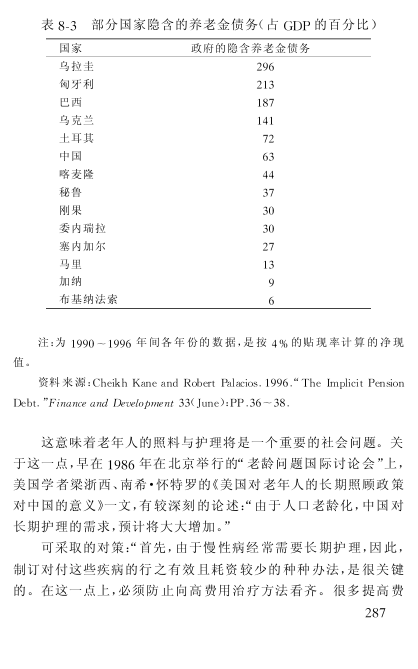 表 8-3 部分国家隐含的养老金债务(占 GDP 的百分比)
国家 政府的隐含养老金债务
乌拉圭 296
匈牙利 213
巴西 187
乌克兰 141
土耳其 72
中国 63
喀麦隆 44
秘鲁 37
刚果 30
委内瑞拉 30
塞内加尔 27
马里 13
加纳 9
布基纳法索 6
注:为 1990～1996 年间各年份的数据,是按 4% 的贴现率计算的净现
值。
资料来源:Cheikh Kane and Robert Palacios. 1996.“The Implicit Pension
Debt.”Finance and Development 33(June):PP.36～38.
这意味着老年人的照料与护理将是一个重要的社会问题。关
于这一点,早在 1986 年在北京举行的“老龄问题国际讨论会”上,
美国学者梁浙西、南希·怀特罗的《美国对老年人的长期照顾政策
对中国的意义》一文,有较深刻的论述:“由于人口老龄化,中国对
长期护理的需求,预计将大大增加。”
可采取的对策:“首先,由于慢性病经常需要长期护理,因此,
制订对付这些疾病的行之有效且耗资较少的种种办法,是很关键
的。在这一点上,必须防止向高费用治疗方法看齐。很多提高费
287